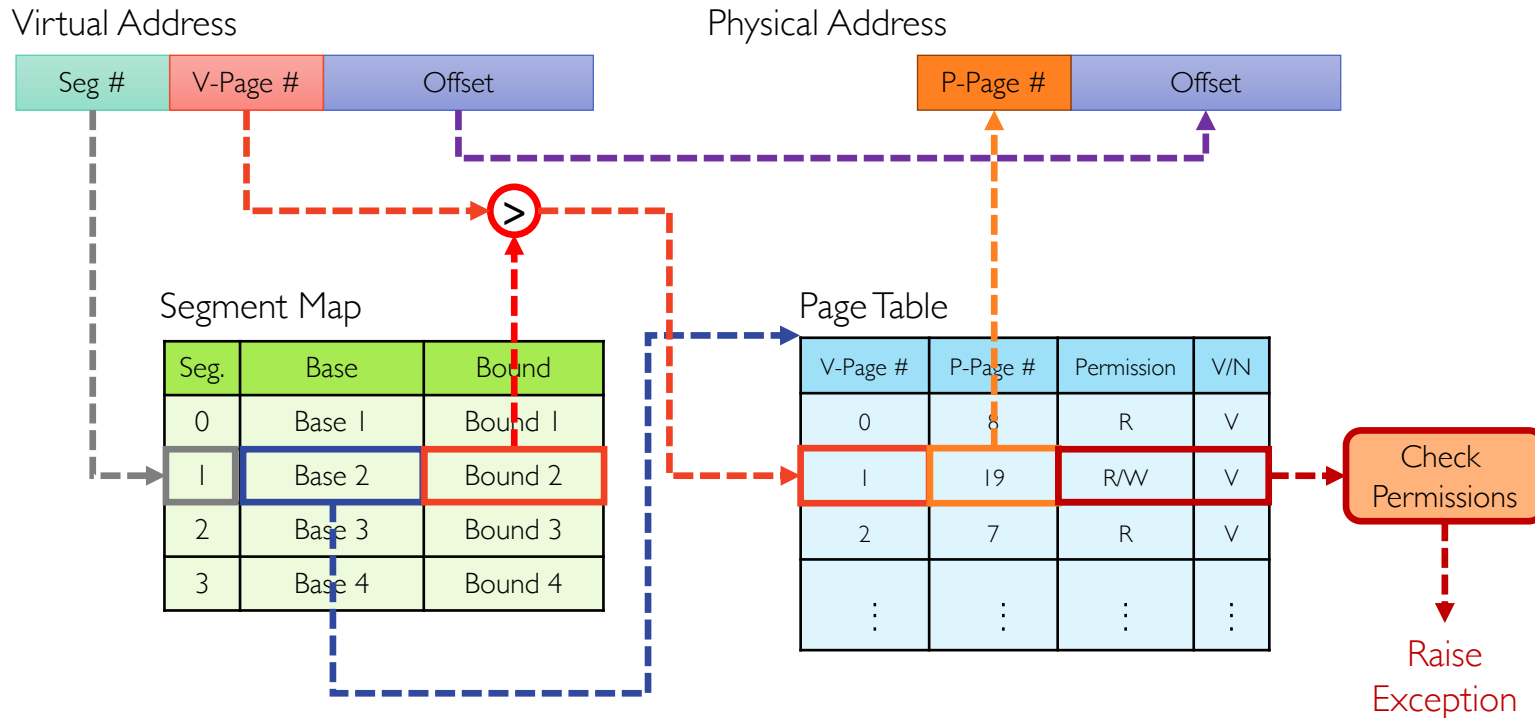 Virtual Address
Physical Address
Seg # V-Page # Offset
P-Page # Offset
>
Segment Map
Seg. Base Bound
0 Base 1 Bound 1
1 Base 2 Bound 2
2 Base 3 Bound 3
3 Base 4 Bound 4
Page Table
V-Page # P-Page # Permission V/N
0 8 R V
1 19 R/W V
2 7 R V
⋮ ⋮ ⋮ ⋮
Check
Permissions
Raise
Exception